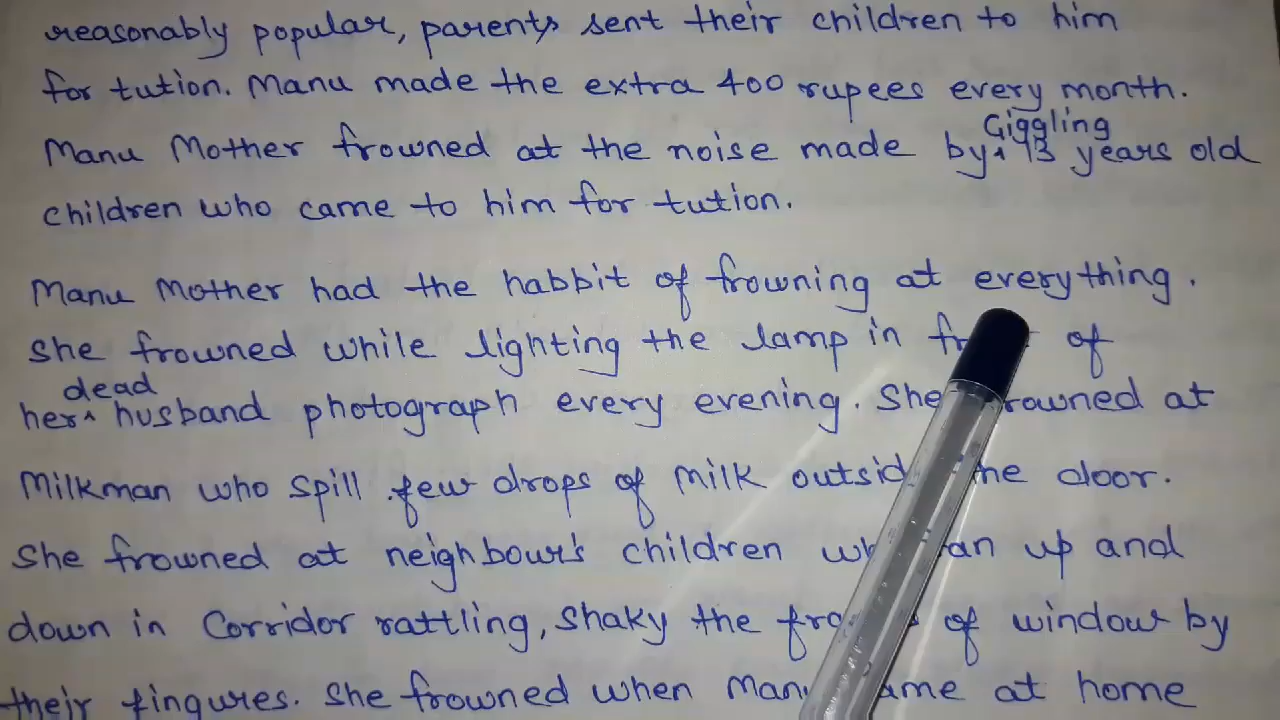 reasonably popular, parents sent their children to him
for tution. Manu made the extra 400 rupees every month.
Giggling
Manu Mother frowned at the noise made by^ 13 years old
children who came to him for tution.
Manu Mother had the habbit of frowning at everything.
She frowned while lighting the lamp in of
dead
her^ husband photograph every evening. She frowned at
Milkman who spill few drops of milk outside the door.
She frowned at neighbour's children who ran up and
down in Corridor rattling, shaky the of window by
their fingures. She frowned when Manu came at home